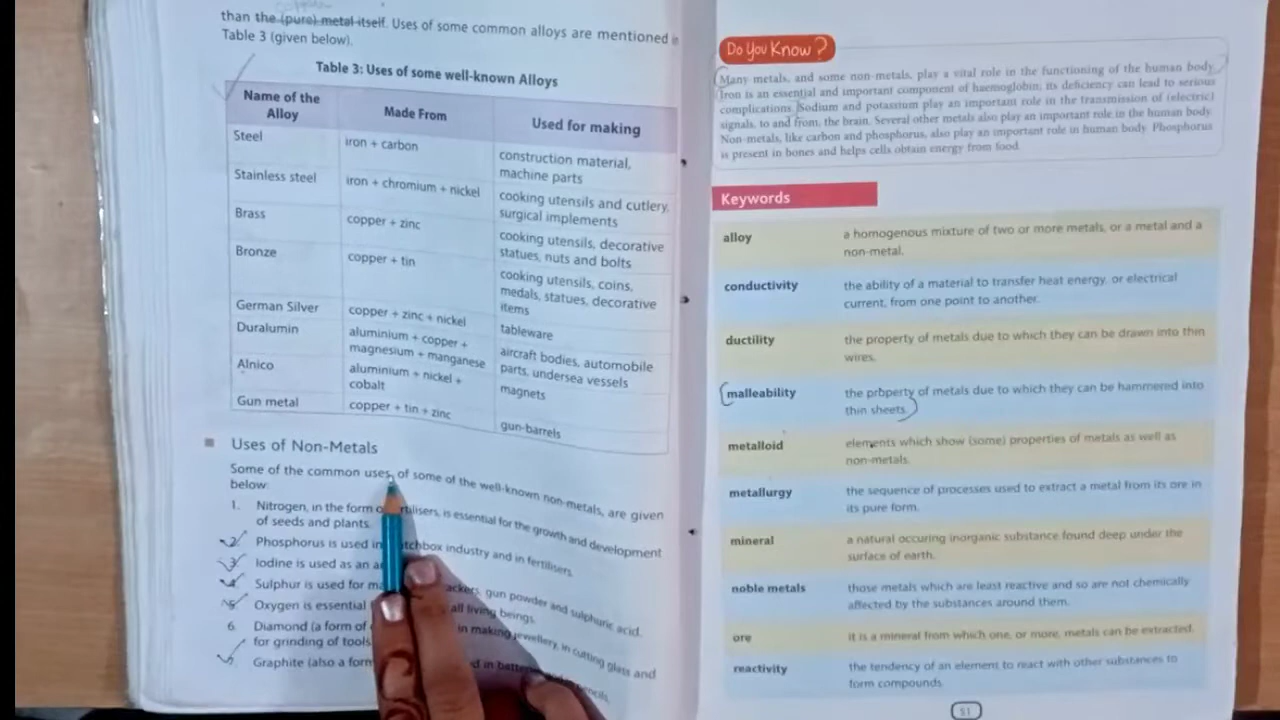 than the (pure) metal itself. Uses of some common alloys are mentioned
Table 3 (given below).
Table 3: Uses of some well-known Alloys
Name of the Alloy Made From Used for making
Steel iron + carbon construction material, machine parts
Stainless steel iron + chromium + nickel cooking utensils and cutlery, surgical implements
Brass copper + zinc cooking utensils, decorative statues, nuts and bolts
Bronze copper + tin cooking utensils, coins, medals, statues, decorative items
German Silver copper + zinc + nickel tableware
Duralumin aluminium + copper + magnesium + manganese aircraft bodies, automobile parts, undersea vessels
Alnico aluminium + nickel + cobalt magnets
Gun metal copper + tin + zinc gun-barrels
Uses of Non-Metals
Some of the common uses, of some of the well-known non-metals, are given
below:
1. Nitrogen, in the form o rtilisers, is essential for the growth and development
of seeds and plants.
2. Phosphorus is used in tchbox industry and in fertilisers.
3. Iodine is used as an a
4. Sulphur is used for ma ackers, gun powder and sulphuric acid.
5. Oxygen is essential all living beings.
6. Diamond (a form of in making jewellery, in cutting glass and
for grinding of tools
7. Graphite (also a form d in batter pencils.
Do You Know?
Many metals, and some non-metals, play a vital role in the functioning of the human body.
Iron is an essential and important component of haemoglobin; its deficiency can lead to serious
complications. Sodium and potassium play an important role in the transmission of (electric)
signals, to and from, the brain. Several other metals also play an important role in the human body.
Non-metals, like carbon and phosphorus, also play an important role in human body. Phosphorus
is present in bones and helps cells obtain energy from food.
Keywords
alloy a homogenous mixture of two or more metals, or a metal and a
non-metal.
conductivity the ability of a material to transfer heat energy, or electrical
current, from one point to another.
ductility the property of metals due to which they can be drawn into thin
wires.
malleability the property of metals due to which they can be hammered into
thin sheets.
metalloid elements which show (some) properties of metals as well as
non-metals.
metallurgy the sequence of processes used to extract a metal from its ore in
its pure form.
mineral a natural occuring inorganic substance found deep under the
surface of earth.
noble metals those metals which are least reactive and so are not chemically
affected by the substances around them.
ore it is a mineral from which one, or more, metals can be extracted.
reactivity the tendency of an element to react with other substances to
form compounds.
51